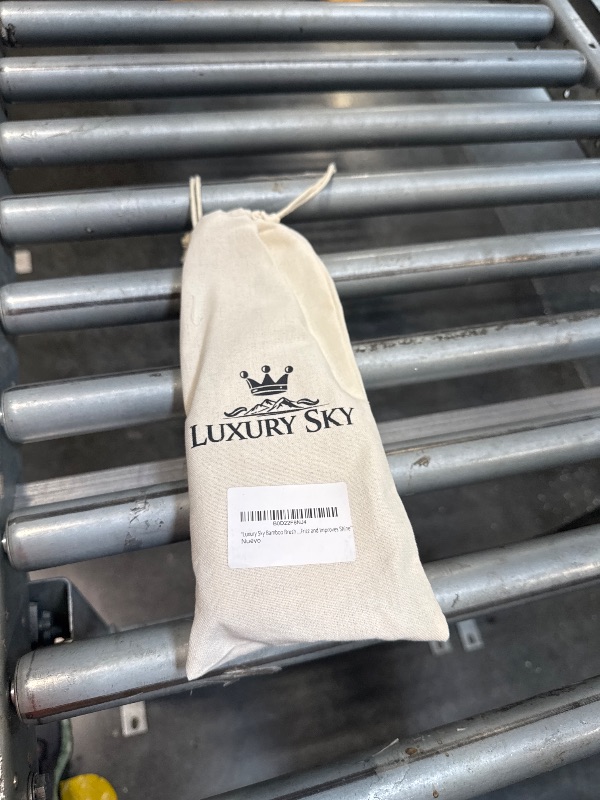 LUXURY SKY
"Luxury Sky Bamboo Brush ...Frizz and Improves Shine"
Nuevo